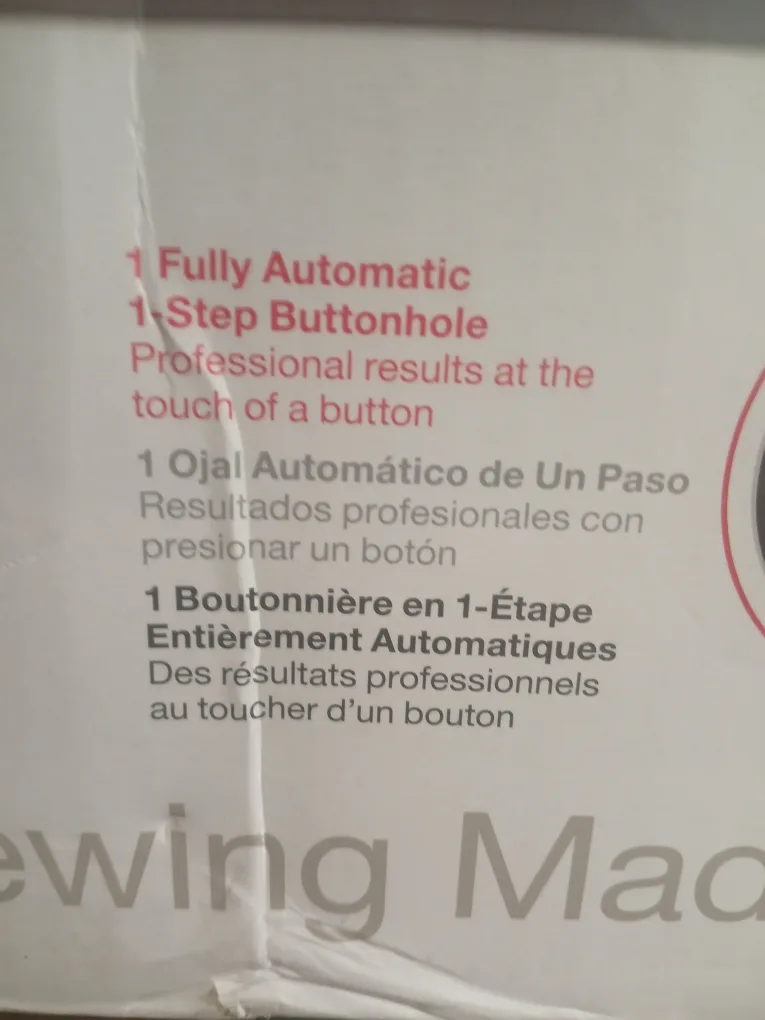 1 Fully Automatic
1-Step Buttonhole
Professional results at the
touch of a button
1 Ojal Automático de Un Paso
Resultados profesionales con
presionar un botón
1 Boutonnière en 1-Étape
Entièrement Automatiques
Des résultats professionnels
au toucher d'un bouton
ewing Mad